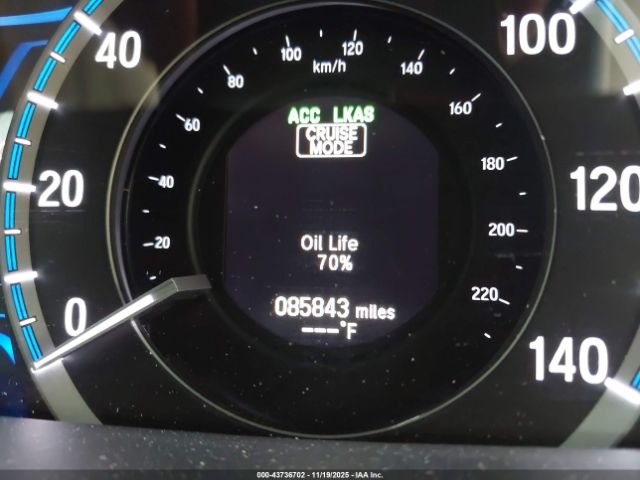 40
100
100 120
km/h
80 140
60 160
ACC LKAS
CRUISE
MODE
20 40 180 120
20 200
Oil Life
70%
220
0 085843 miles
---°F
140
000-43736702 | 11/19/2025 - IAA Inc.